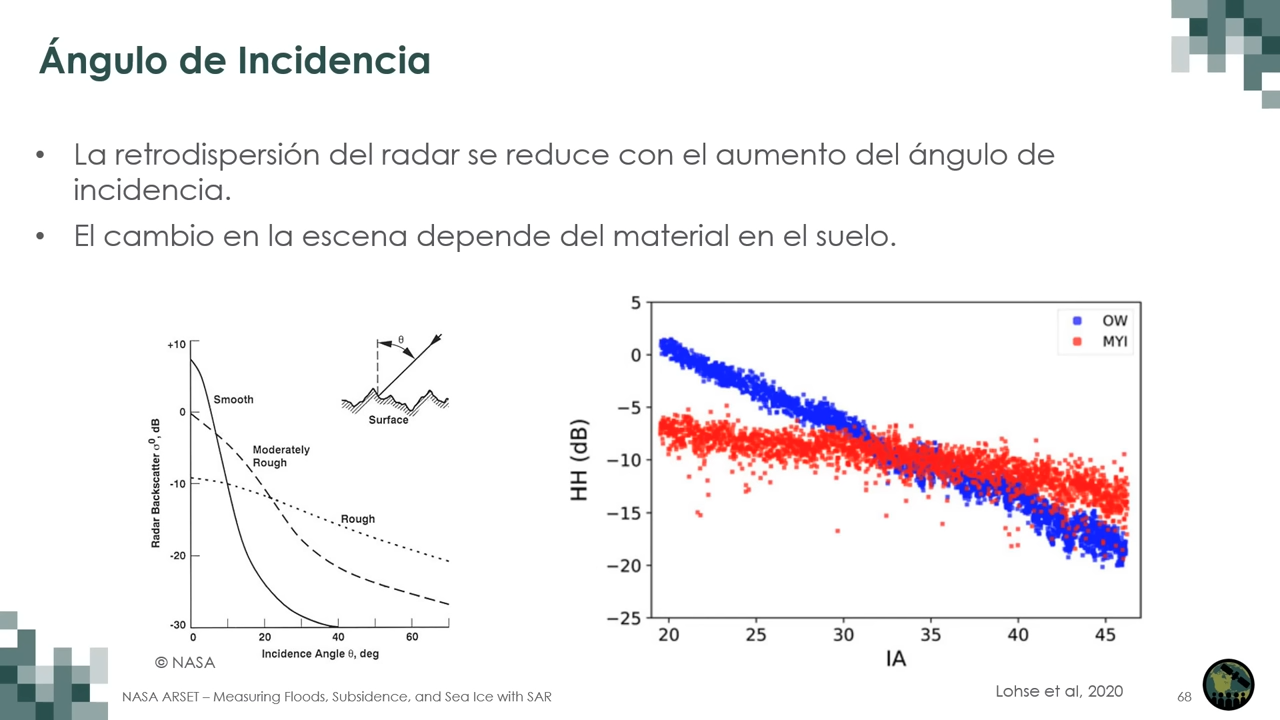 Ángulo de Incidencia
• La retrodispersión del radar se reduce con el aumento del ángulo de
incidencia.
• El cambio en la escena depende del material en el suelo.
+10
0
-10
-20
-30
Radar Backscatter σ⁰, dB
Smooth
Moderately
Rough
Rough
θ
Surface
0 20 40 60
Incidence Angle θ, deg
© NASA
5
0
−5
−10
−15
−20
−25
HH (dB)
OW
MYI
20 25 30 35 40 45
IA
Lohse et al, 2020
NASA ARSET – Measuring Floods, Subsidence, and Sea Ice with SAR
68